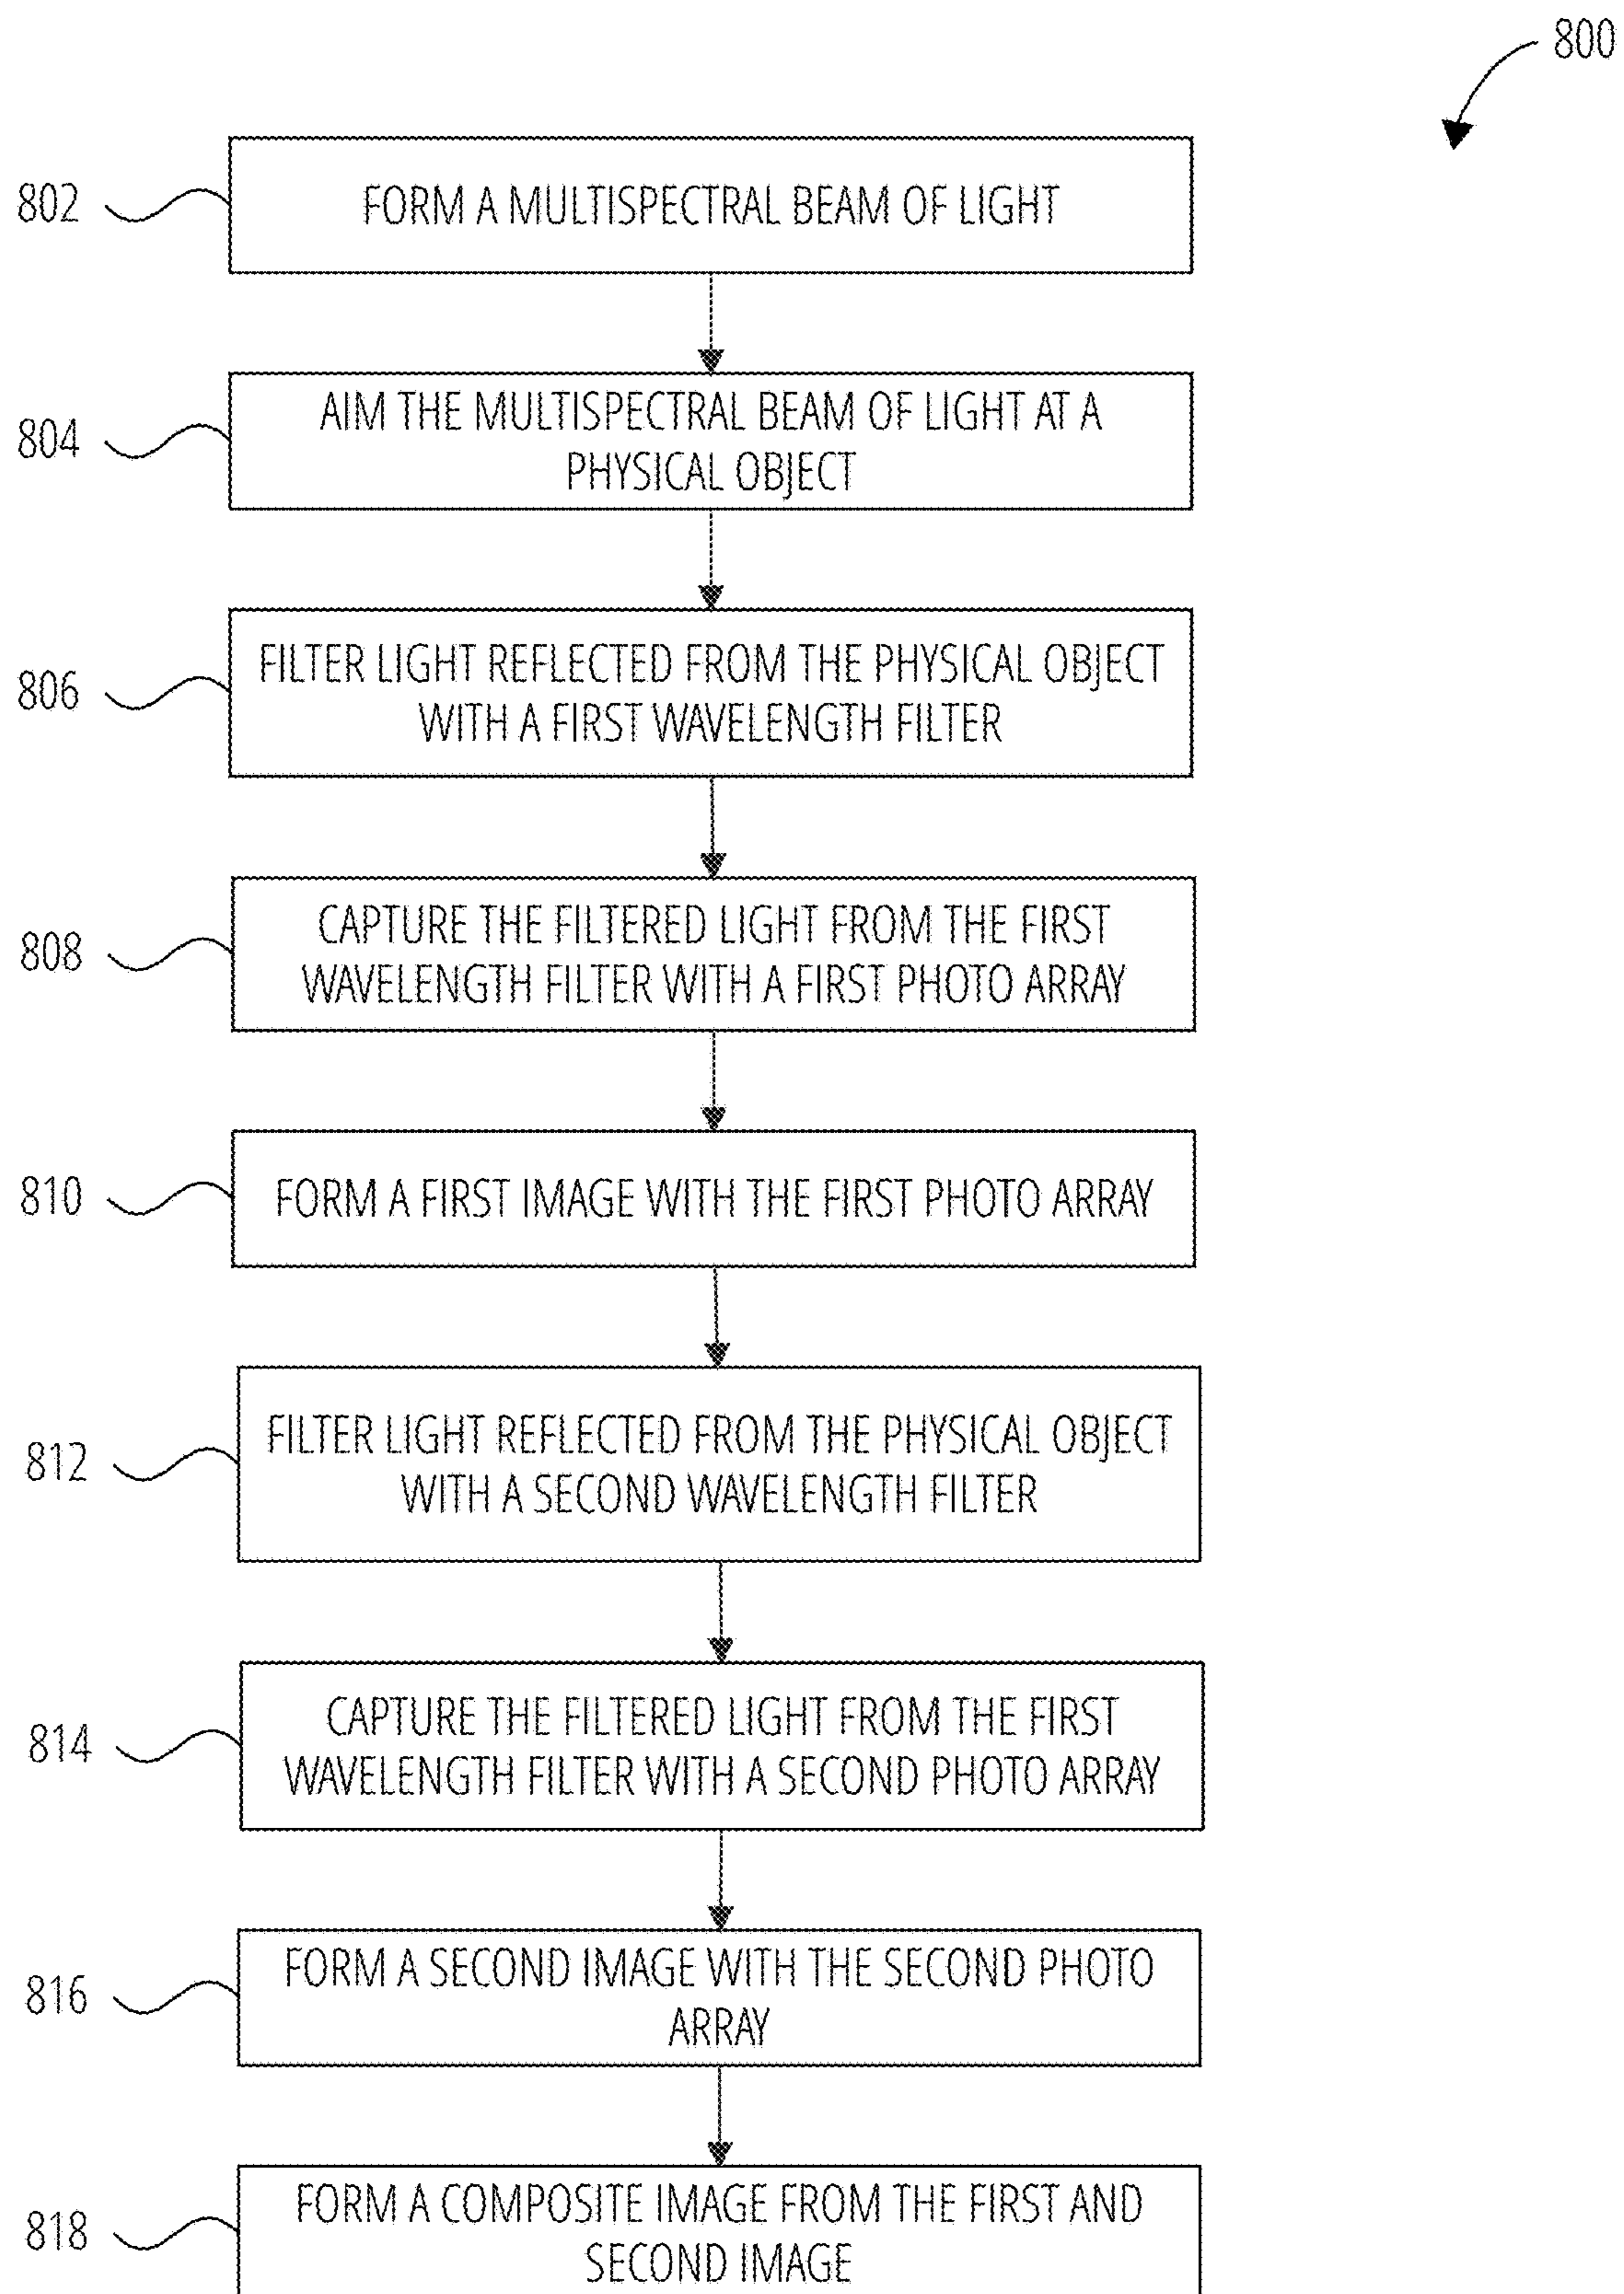 800
802
FORM A MULTISPECTRAL BEAM OF LIGHT
804
AIM THE MULTISPECTRAL BEAM OF LIGHT AT A
PHYSICAL OBJECT
806
FILTER LIGHT REFLECTED FROM THE PHYSICAL OBJECT
WITH A FIRST WAVELENGTH FILTER
808
CAPTURE THE FILTERED LIGHT FROM THE FIRST
WAVELENGTH FILTER WITH A FIRST PHOTO ARRAY
810
FORM A FIRST IMAGE WITH THE FIRST PHOTO ARRAY
812
FILTER LIGHT REFLECTED FROM THE PHYSICAL OBJECT
WITH A SECOND WAVELENGTH FILTER
814
CAPTURE THE FILTERED LIGHT FROM THE FIRST
WAVELENGTH FILTER WITH A SECOND PHOTO ARRAY
816
FORM A SECOND IMAGE WITH THE SECOND PHOTO
ARRAY
818
FORM A COMPOSITE IMAGE FROM THE FIRST AND
SECOND IMAGE